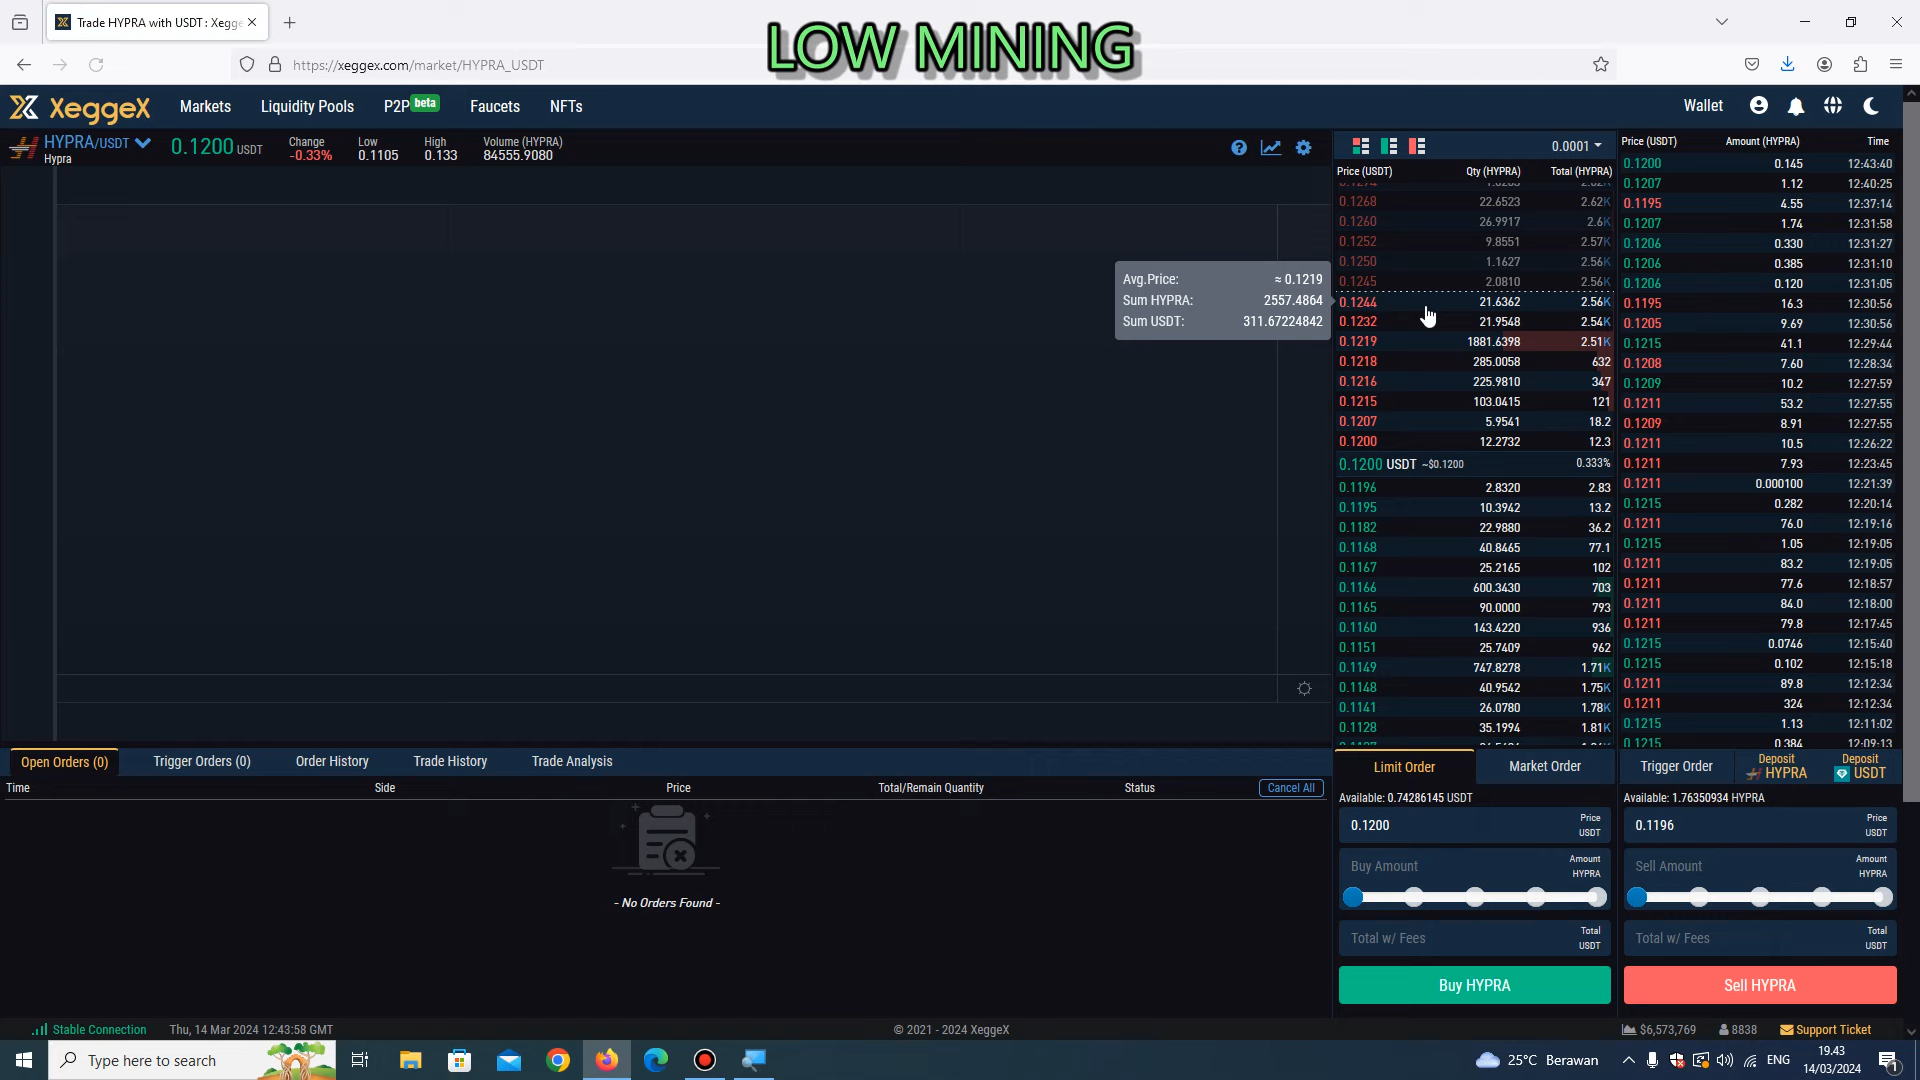 Trade HYPRA with USDT : Xegge
LOW MINING
https://xeggex.com/market/HYPRA_USDT
XeggeX Markets Liquidity Pools P2P beta Faucets NFTs Wallet
HYPRA/USDT
Hypra
0.1200 USDT
Change
-0.33%
Low
0.1105
High
0.133
Volume (HYPRA)
84555.9080
0.0001
Price (USDT) Qty (HYPRA) Total (HYPRA)
0.1268 22.6523 2.62K
0.1260 26.9917 2.6K
0.1252 9.8551 2.57K
0.1250 1.1627 2.56K
0.1245 2.0810 2.56K
0.1244 21.6362 2.56K
0.1232 21.9548 2.54K
0.1219 1881.6398 2.51K
0.1218 285.0058 632
0.1216 225.9810 347
0.1215 103.0415 121
0.1207 5.9541 18.2
0.1200 12.2732 12.3
0.1200 USDT ~$0.1200 0.333%
0.1196 2.8320 2.83
0.1195 10.3942 13.2
0.1182 22.9880 36.2
0.1168 40.8465 77.1
0.1167 25.2165 102
0.1166 600.3430 703
0.1165 90.0000 793
0.1160 143.4220 936
0.1151 25.7409 962
0.1149 747.8278 1.71K
0.1148 40.9542 1.75K
0.1141 26.0780 1.78K
0.1128 35.1994 1.81K
Avg.Price: ≈ 0.1219
Sum HYPRA: 2557.4864
Sum USDT: 311.67224842
Price (USDT) Amount (HYPRA) Time
0.1200 0.145 12:43:40
0.1207 1.12 12:40:25
0.1195 4.55 12:37:14
0.1207 1.74 12:31:58
0.1206 0.330 12:31:27
0.1206 0.385 12:31:10
0.1206 0.120 12:31:05
0.1195 16.3 12:30:56
0.1205 9.69 12:30:56
0.1215 41.1 12:29:44
0.1208 7.60 12:28:34
0.1209 10.2 12:27:59
0.1211 53.2 12:27:55
0.1209 8.91 12:27:55
0.1211 10.5 12:26:22
0.1211 7.93 12:23:45
0.1211 0.000100 12:21:39
0.1215 0.282 12:20:14
0.1211 76.0 12:19:16
0.1215 1.05 12:19:05
0.1211 83.2 12:19:05
0.1211 77.6 12:18:57
0.1211 84.0 12:18:00
0.1211 79.8 12:17:45
0.1215 0.0746 12:15:40
0.1215 0.102 12:15:18
0.1211 89.8 12:12:34
0.1211 324 12:12:34
0.1215 1.13 12:11:02
0.1215 0.384 12:09:13
Open Orders (0) Trigger Orders (0) Order History Trade History Trade Analysis
Time Side Price Total/Remain Quantity Status Cancel All
- No Orders Found -
Limit Order Market Order Trigger Order
Deposit
HYPRA
Deposit
USDT
Available: 0.74286145 USDT
0.1200 Price USDT
Buy Amount Amount HYPRA
Total w/ Fees Total USDT
Buy HYPRA
Available: 1.76350934 HYPRA
0.1196 Price USDT
Sell Amount Amount HYPRA
Total w/ Fees Total USDT
Sell HYPRA
Stable Connection Thu, 14 Mar 2024 12:43:58 GMT © 2021 - 2024 XeggeX $6,573,769 8838 Support Ticket
Type here to search
25°C Berawan
ENG
19.43
14/03/2024
1